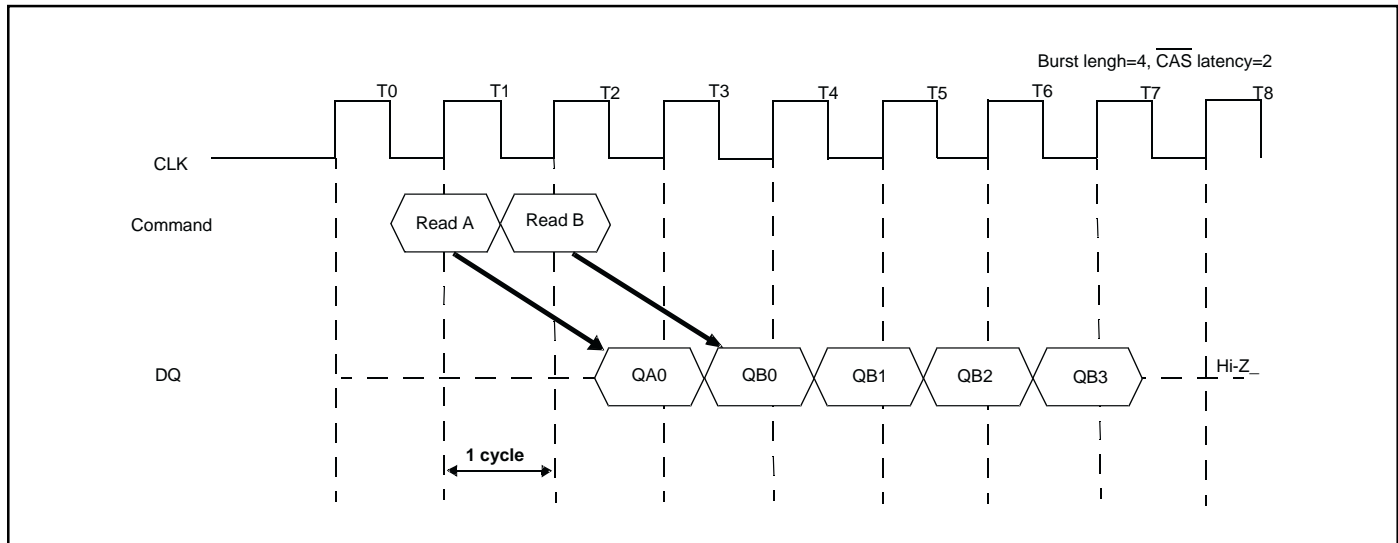 Burst lengh=4, CAS latency=2
T0 T1 T2 T3 T4 T5 T6 T7 T8
CLK
Command
Read A
Read B
DQ
QA0
QB0
QB1
QB2
QB3
Hi-Z_
1 cycle